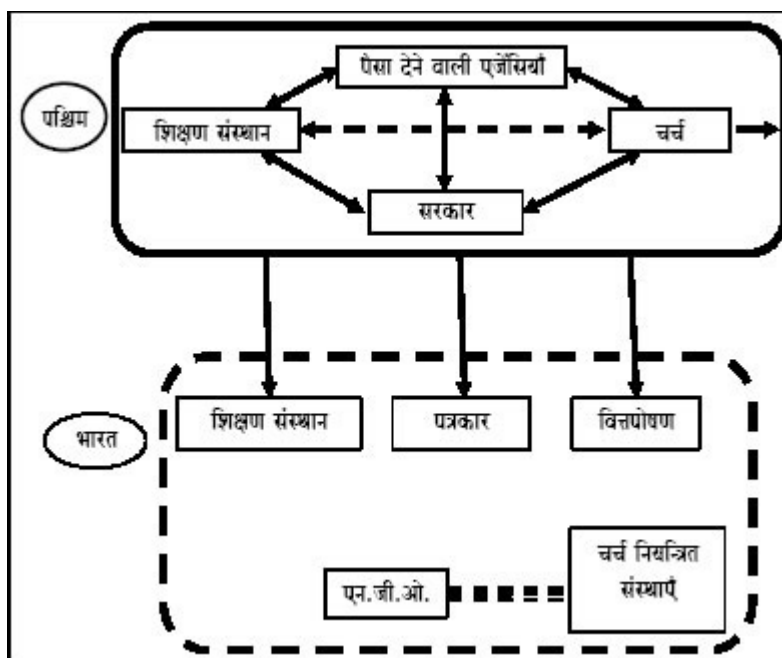 पैसा देने वाली एजेंसियाँ
पश्चिम
शिक्षण संस्थान
चर्च
सरकार
शिक्षण संस्थान
पत्रकार
वित्तपोषण
भारत
चर्च नियन्त्रित
संस्थाएँ
एन.जी.ओ.